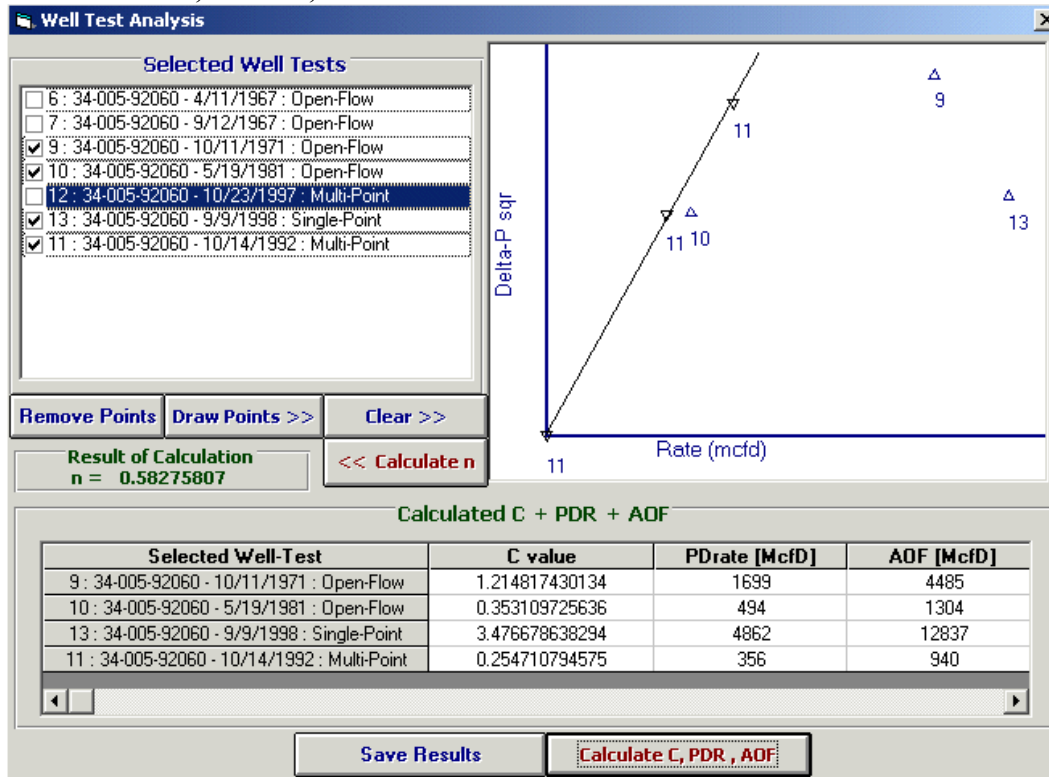 Well Test Analysis
Selected Well Tests
6 : 34-005-92060 - 4/11/1967 : Open-Flow
7 : 34-005-92060 - 9/12/1967 : Open-Flow
9 : 34-005-92060 - 10/11/1971 : Open-Flow
10 : 34-005-92060 - 5/19/1981 : Open-Flow
12 : 34-005-92060 - 10/23/1997 : Multi-Point
13 : 34-005-92060 - 9/9/1998 : Single-Point
11 : 34-005-92060 - 10/14/1992 : Multi-Point
Remove Points Draw Points >> Clear >>
Result of Calculation
n = 0.58275807
<< Calculate n
Delta-P sqr
9
11
13
11 10
11
Rate (mcfd)
Calculated C + PDR + AOF
Selected Well-Test C value PDrate [McfD] AOF [McfD]
9 : 34-005-92060 - 10/11/1971 : Open-Flow 1.214817430134 1699 4485
10 : 34-005-92060 - 5/19/1981 : Open-Flow 0.353109725636 494 1304
13 : 34-005-92060 - 9/9/1998 : Single-Point 3.476678638294 4862 12837
11 : 34-005-92060 - 10/14/1992 : Multi-Point 0.254710794575 356 940
Save Results Calculate C, PDR , AOF